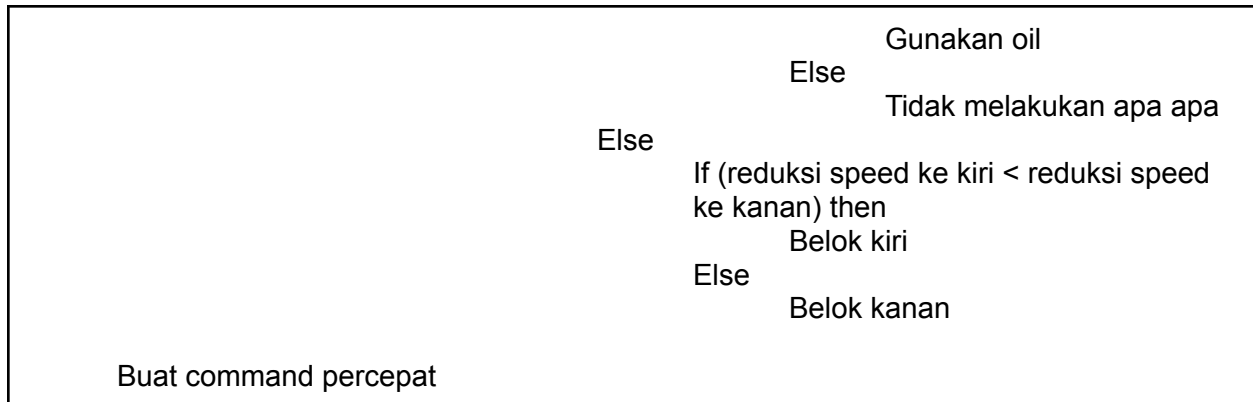 Gunakan oil
Else
Tidak melakukan apa apa
Else
If (reduksi speed ke kiri < reduksi speed
ke kanan) then
Belok kiri
Else
Belok kanan
Buat command percepat